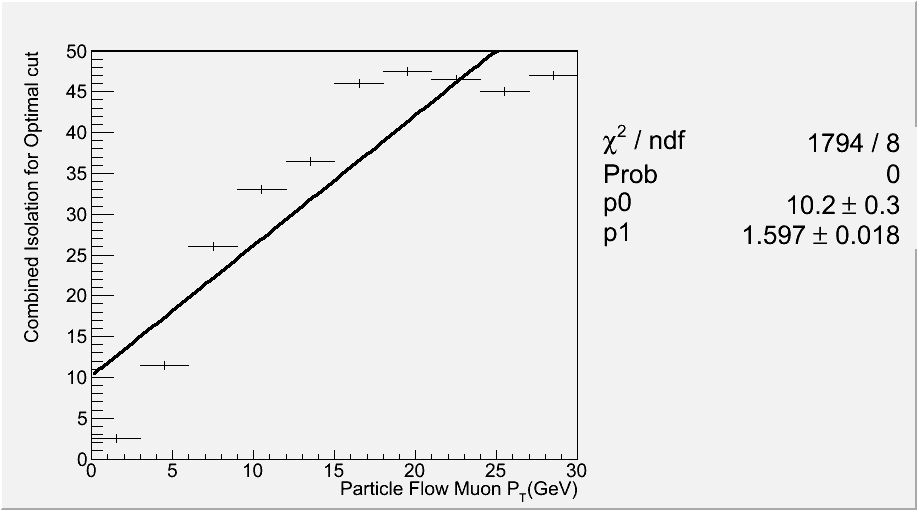 Combined Isolation for Optimal cut
50
45
40
35
30
25
20
15
10
5
0
0 5 10 15 20 25 30
Particle Flow Muon P_T(GeV)
χ² / ndf 1794 / 8
Prob 0
p0 10.2 ± 0.3
p1 1.597 ± 0.018